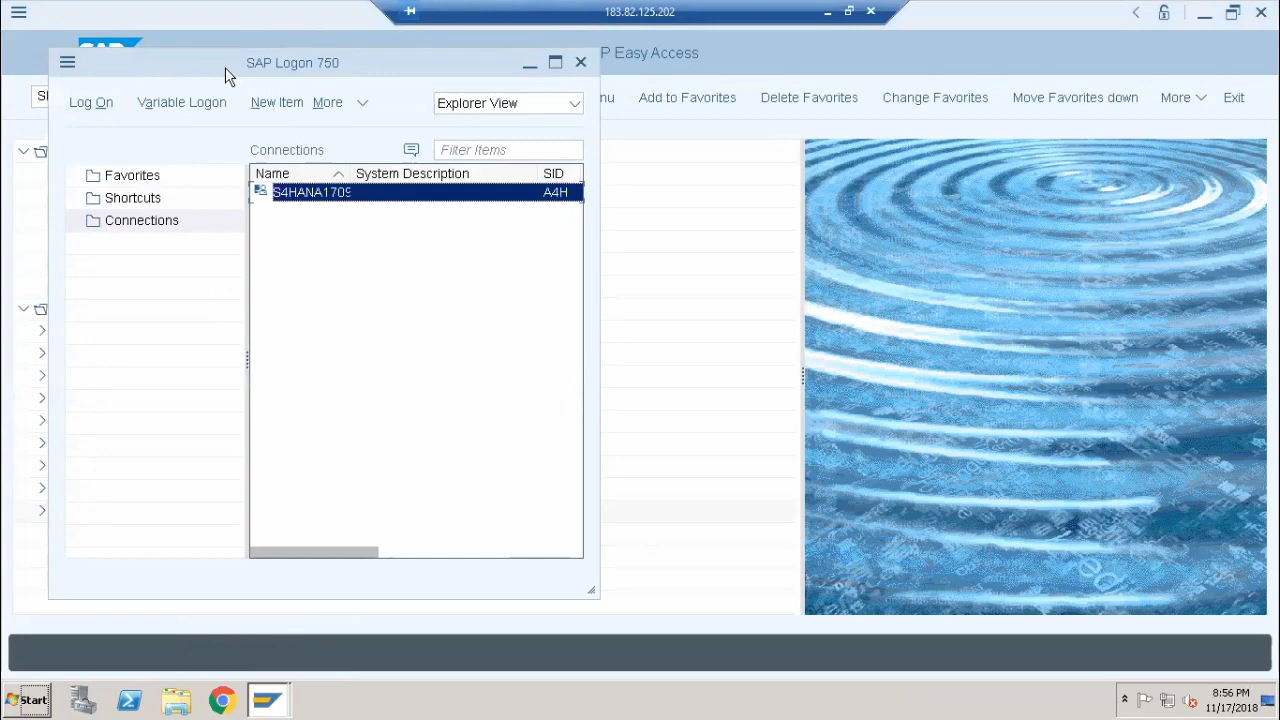 183.82.125.202
SAP
P Easy Access
SAP Logon 750
Log On Variable Logon New Item More Explorer View
nu Add to Favorites Delete Favorites Change Favorites Move Favorites down More Exit
Connections Filter Items
Name System Description SID
S4HANA1709 A4H
Favorites
Shortcuts
Connections
Start
8:56 PM
11/17/2018